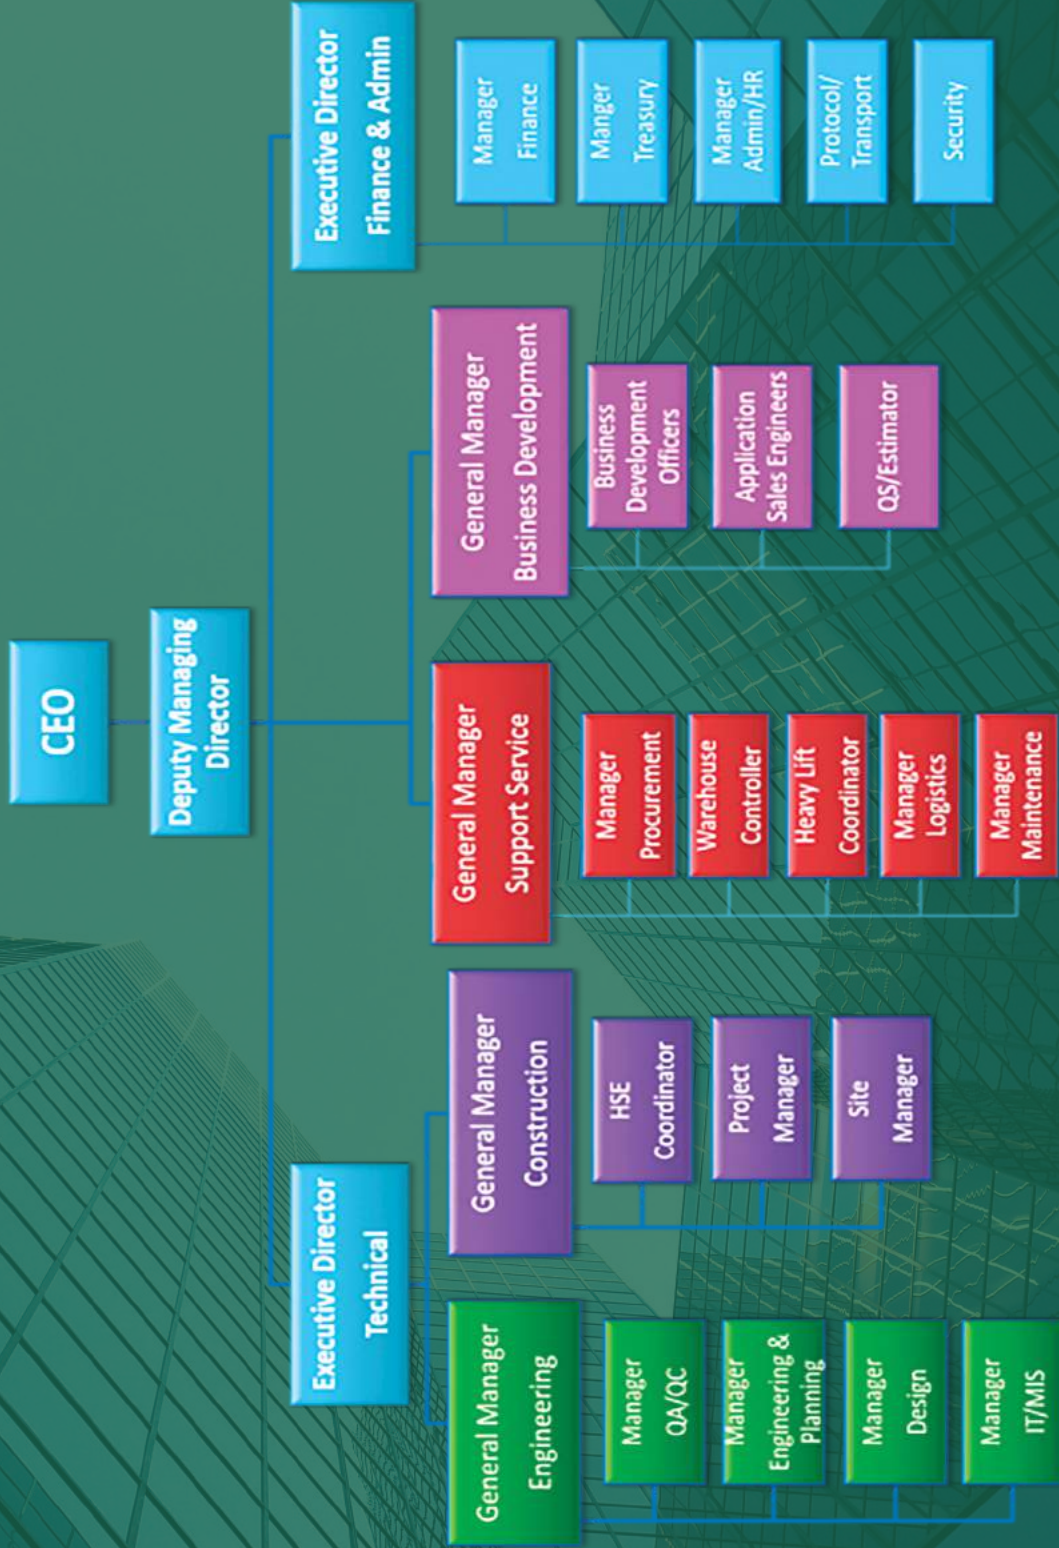 CEO
Deputy Managing
Director
Executive Director
Technical
Executive Director
Finance & Admin
General Manager
Engineering
Manager
QA/QC
Manager
Engineering &
Planning
Manager
Design
Manager
IT/MIS
General Manager
Construction
HSE
Coordinator
Project
Manager
Site
Manager
General Manager
Support Service
Manager
Procurement
Warehouse
Controller
Heavy Lift
Coordinator
Manager
Logistics
Manager
Maintenance
General Manager
Business Development
Business
Development
Officers
Application
Sales Engineers
QS/Estimator
Manager
Finance
Manger
Treasury
Manager
Admin/HR
Protocol/
Transport
Security